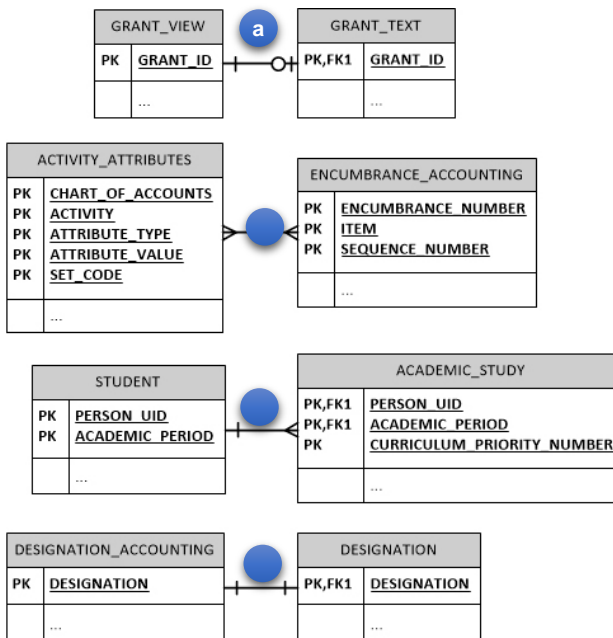 GRANT_VIEW
PK GRANT_ID
...
a
GRANT_TEXT
PK,FK1 GRANT_ID
...
ACTIVITY_ATTRIBUTES
PK CHART_OF_ACCOUNTS
PK ACTIVITY
PK ATTRIBUTE_TYPE
PK ATTRIBUTE_VALUE
PK SET_CODE
...
ENCUMBRANCE_ACCOUNTING
PK ENCUMBRANCE_NUMBER
PK ITEM
PK SEQUENCE_NUMBER
...
STUDENT
PK PERSON_UID
PK ACADEMIC_PERIOD
...
ACADEMIC_STUDY
PK,FK1 PERSON_UID
PK,FK1 ACADEMIC_PERIOD
PK CURRICULUM_PRIORITY_NUMBER
...
DESIGNATION_ACCOUNTING
PK DESIGNATION
...
DESIGNATION
PK,FK1 DESIGNATION
...